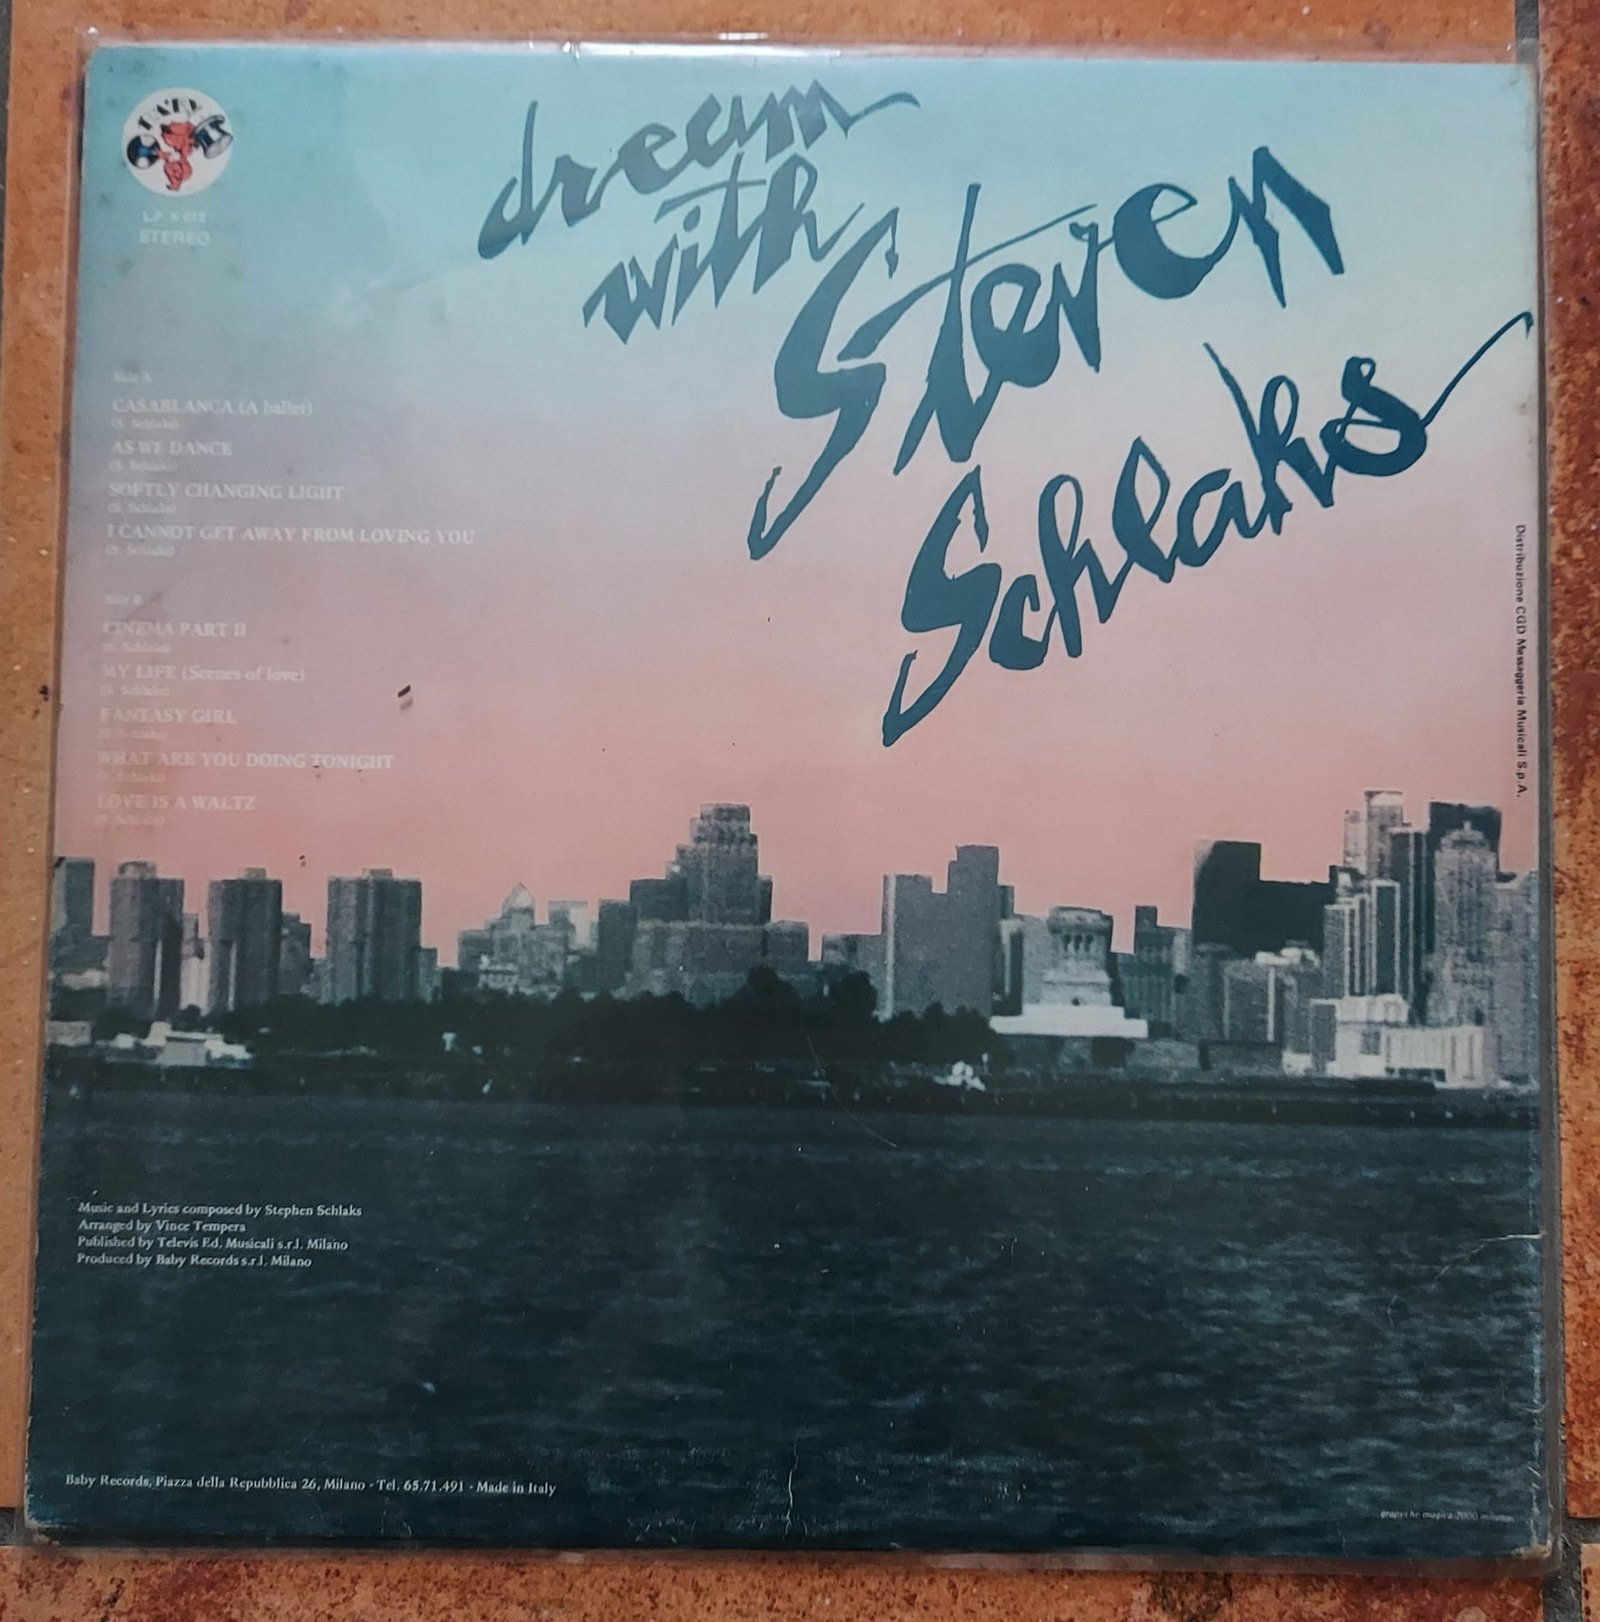 BABY
STEREO
dream
with
Steven
Schlaks
Side A
CASABLANCA (A ballet)
(S. Schlaks)
AS WE DANCE
(S. Schlaks)
SOFTLY CHANGING LIGHT
(S. Schlaks)
I CANNOT GET AWAY FROM LOVING YOU
(S. Schlaks)
Side B
CINEMA PART II
(S. Schlaks)
MY LIFE (Scenes of love)
(S. Schlaks)
FANTASY GIRL
(S. Schlaks)
WHAT ARE YOU DOING TONIGHT
(S. Schlaks)
LOVE IS A WALTZ
(S. Schlaks)
Distribuzione CGD Messaggerie Musicali S.p.A.
Music and Lyrics composed by Stephen Schlaks
Arranged by Vince Tempera
Published by Televis Ed. Musicali s.r.l. Milano
Produced by Baby Records s.r.l. Milano
Baby Records, Piazza della Repubblica 26, Milano - Tel. 65.71.491 - Made in Italy